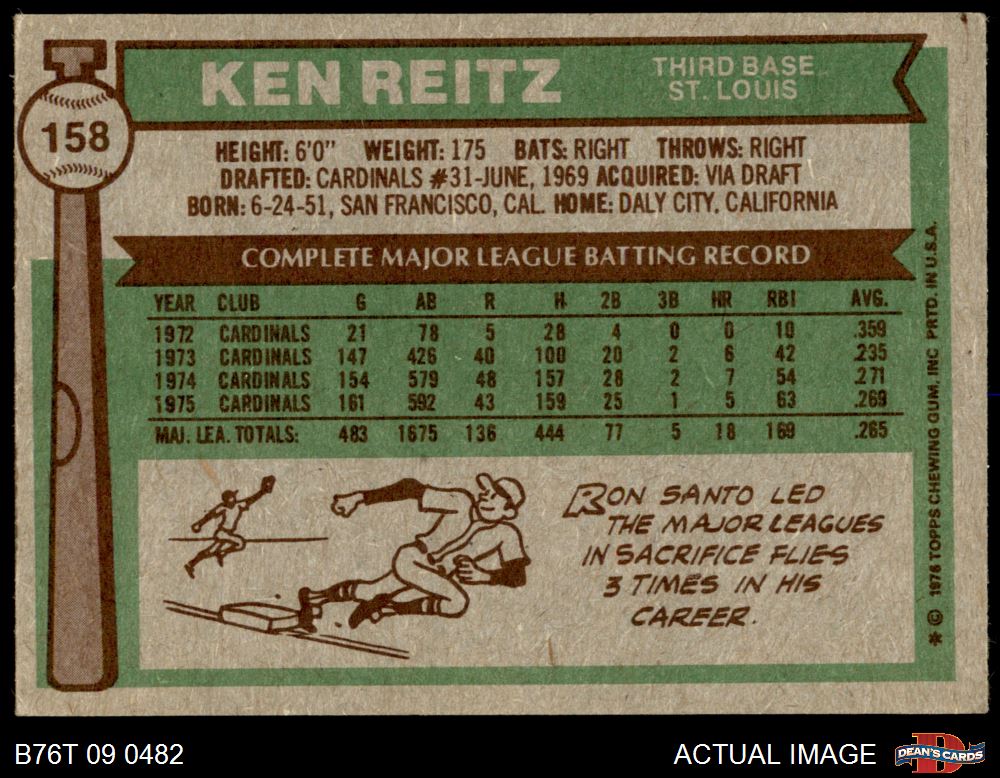 158
KEN REITZ
THIRD BASE
ST. LOUIS
HEIGHT: 6'0" WEIGHT: 175 BATS: RIGHT THROWS: RIGHT
DRAFTED: CARDINALS #31-JUNE, 1969 ACQUIRED: VIA DRAFT
BORN: 6-24-51, SAN FRANCISCO, CAL. HOME: DALY CITY, CALIFORNIA
COMPLETE MAJOR LEAGUE BATTING RECORD
YEAR CLUB G AB R H 2B 3B HR RBI AVG.
1972 CARDINALS 21 78 5 28 4 0 0 10 .359
1973 CARDINALS 147 426 40 100 20 2 6 42 .235
1974 CARDINALS 154 579 48 157 28 2 7 54 .271
1975 CARDINALS 161 592 43 159 25 1 5 63 .269
MAJ. LEA. TOTALS: 483 1675 136 444 77 5 18 169 .265
RON SANTO LED
THE MAJOR LEAGUES
IN SACRIFICE FLIES
3 TIMES IN HIS
CAREER.
* © 1976 TOPPS CHEWING GUM, INC PRTD. IN U.S.A.
B76T 09 0482
ACTUAL IMAGE
DEAN'S CARDS